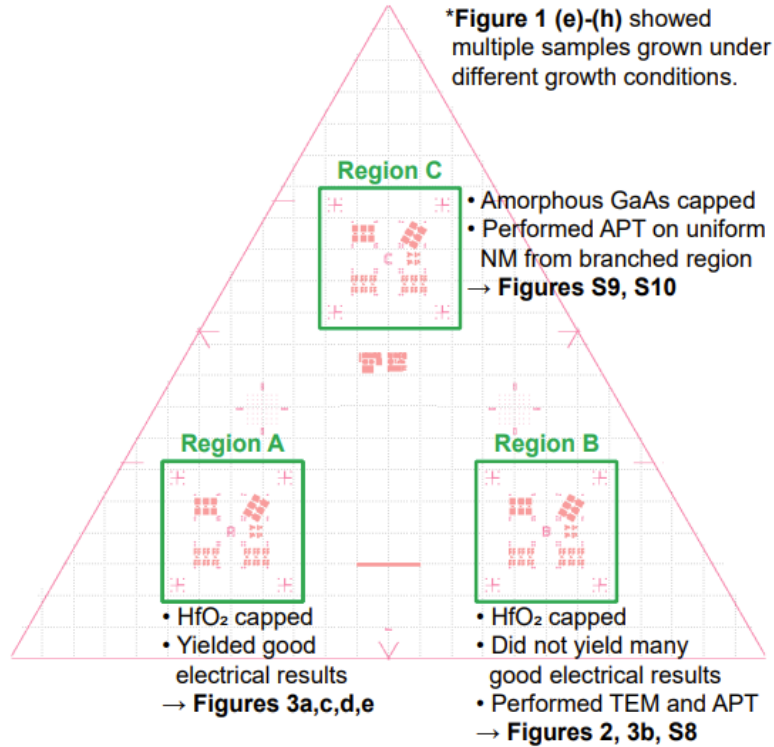 *Figure 1 (e)-(h) showed
multiple samples grown under
different growth conditions.
Region C
• Amorphous GaAs capped
• Performed APT on uniform
NM from branched region
→ Figures S9, S10
C
Region A
Region B
B
• HfO₂ capped
• Yielded good
electrical results
→ Figures 3a,c,d,e
• HfO₂ capped
• Did not yield many
good electrical results
• Performed TEM and APT
→ Figures 2, 3b, S8